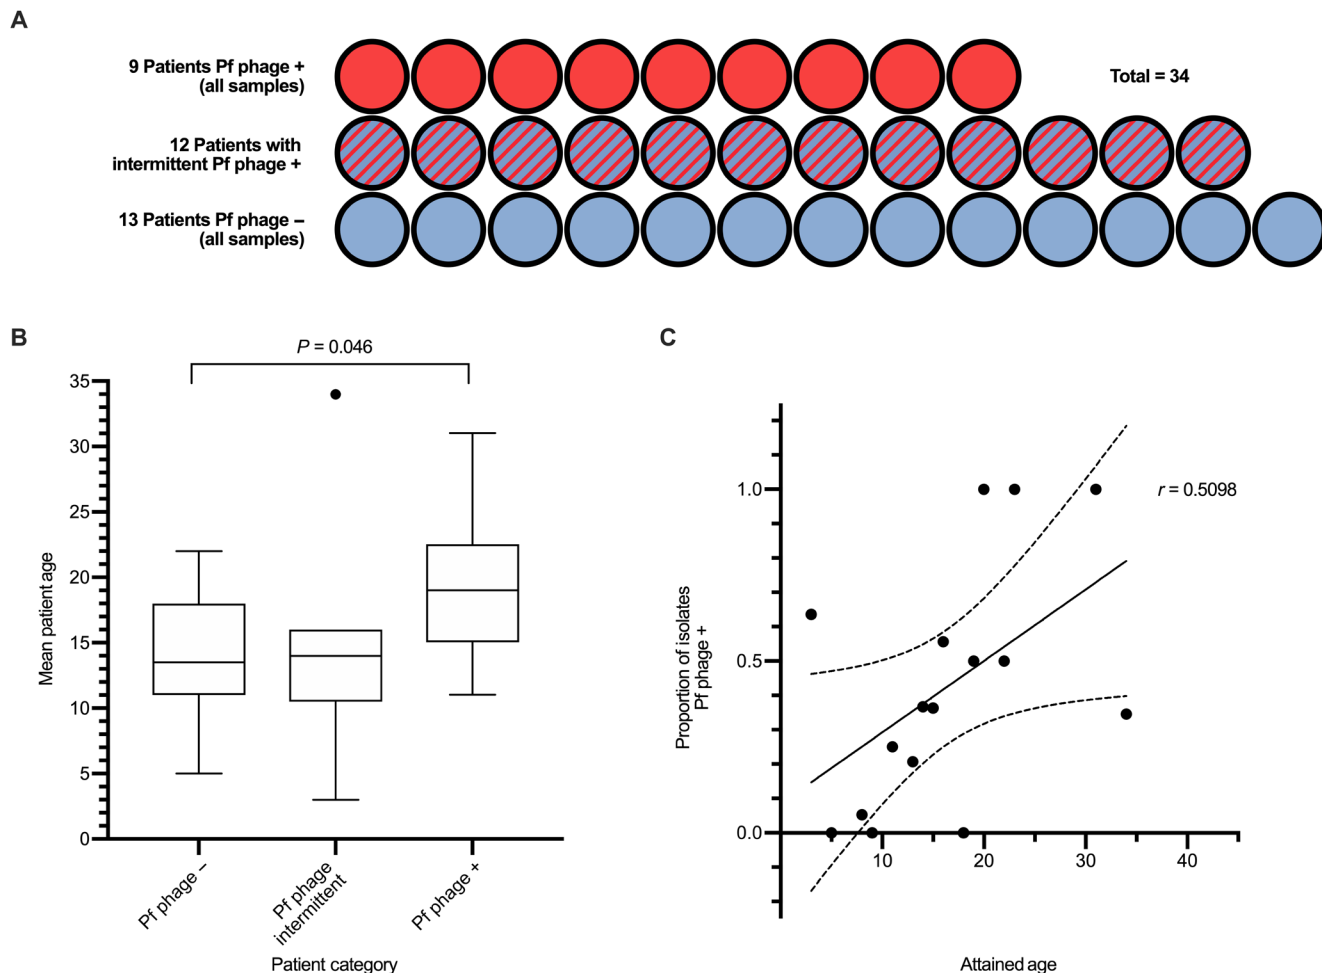 A
9 Patients Pf phage +
(all samples)
Total = 34
12 Patients with
intermittent Pf phage +
13 Patients Pf phage –
(all samples)
B
P = 0.046
35
30
25
20
15
10
5
0
Mean patient age
Pf phage –
Pf phage
intermittent
Pf phage +
Patient category
C
r = 0.5098
1.0
0.5
0.0
Proportion of isolates
Pf phage +
10
20
30
40
Attained age